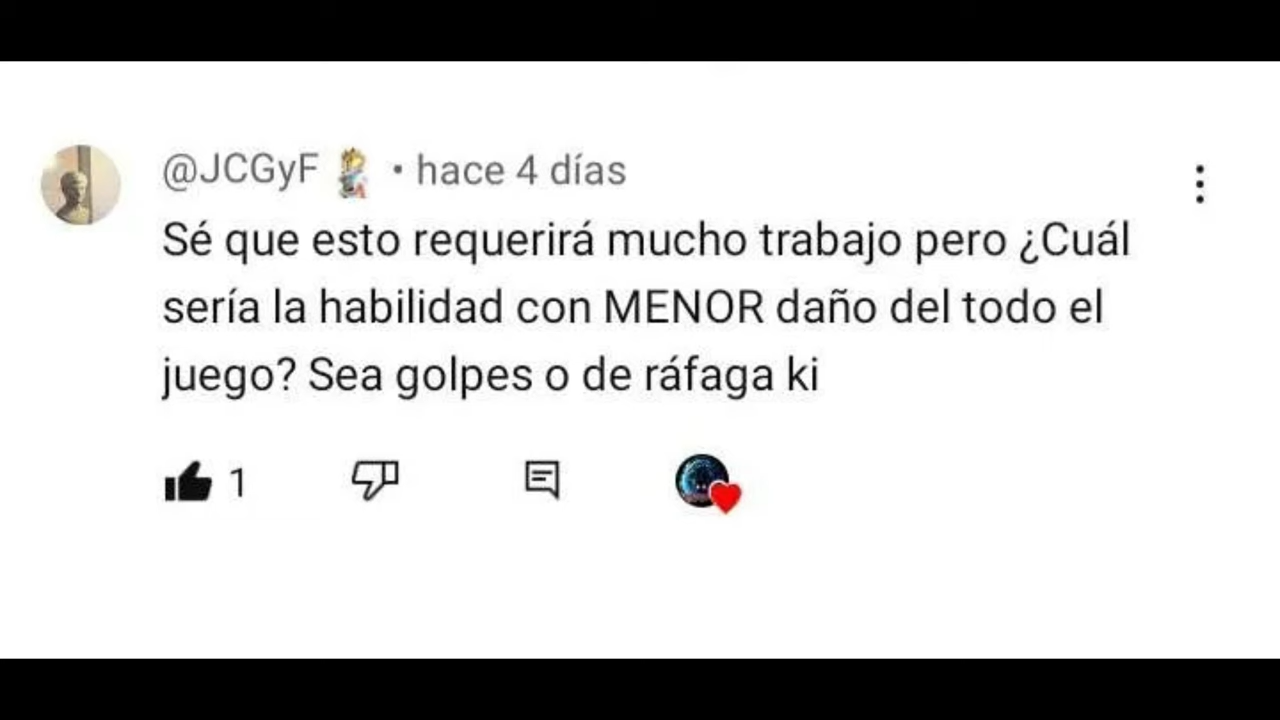 @JCGyF • hace 4 días
Sé que esto requerirá mucho trabajo pero ¿Cuál
sería la habilidad con MENOR daño del todo el
juego? Sea golpes o de ráfaga ki
1